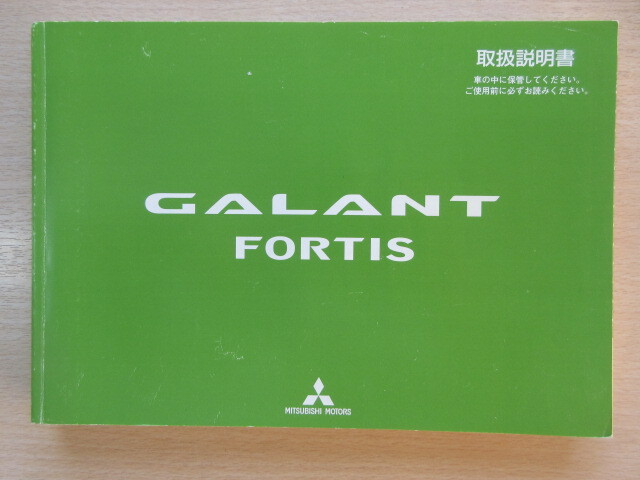 取扱説明書
車の中に保管してください。
ご使用前に必ずお読みください。
GALANT
FORTIS
MITSUBISHI MOTORS